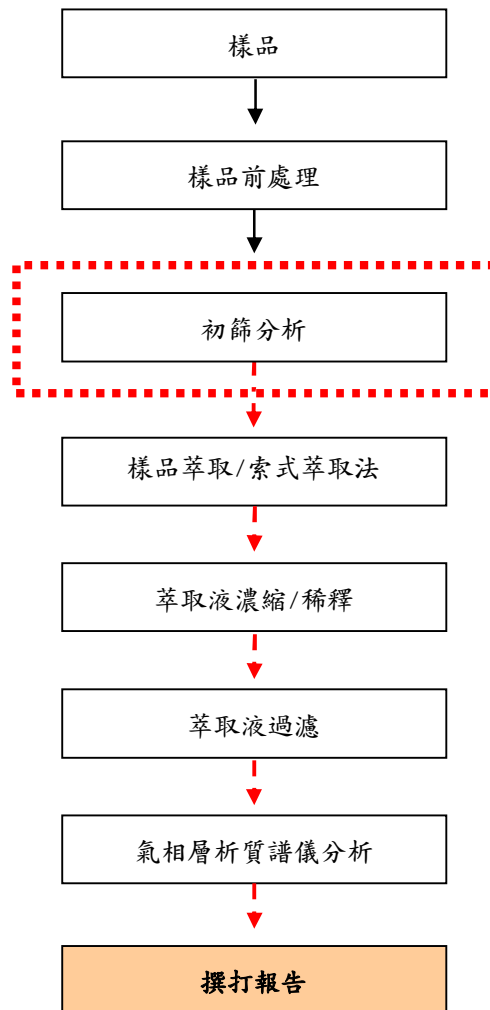 樣品
樣品前處理
初篩分析
樣品萃取/索式萃取法
萃取液濃縮/稀釋
萃取液過濾
氣相層析質譜儀分析
撰打報告